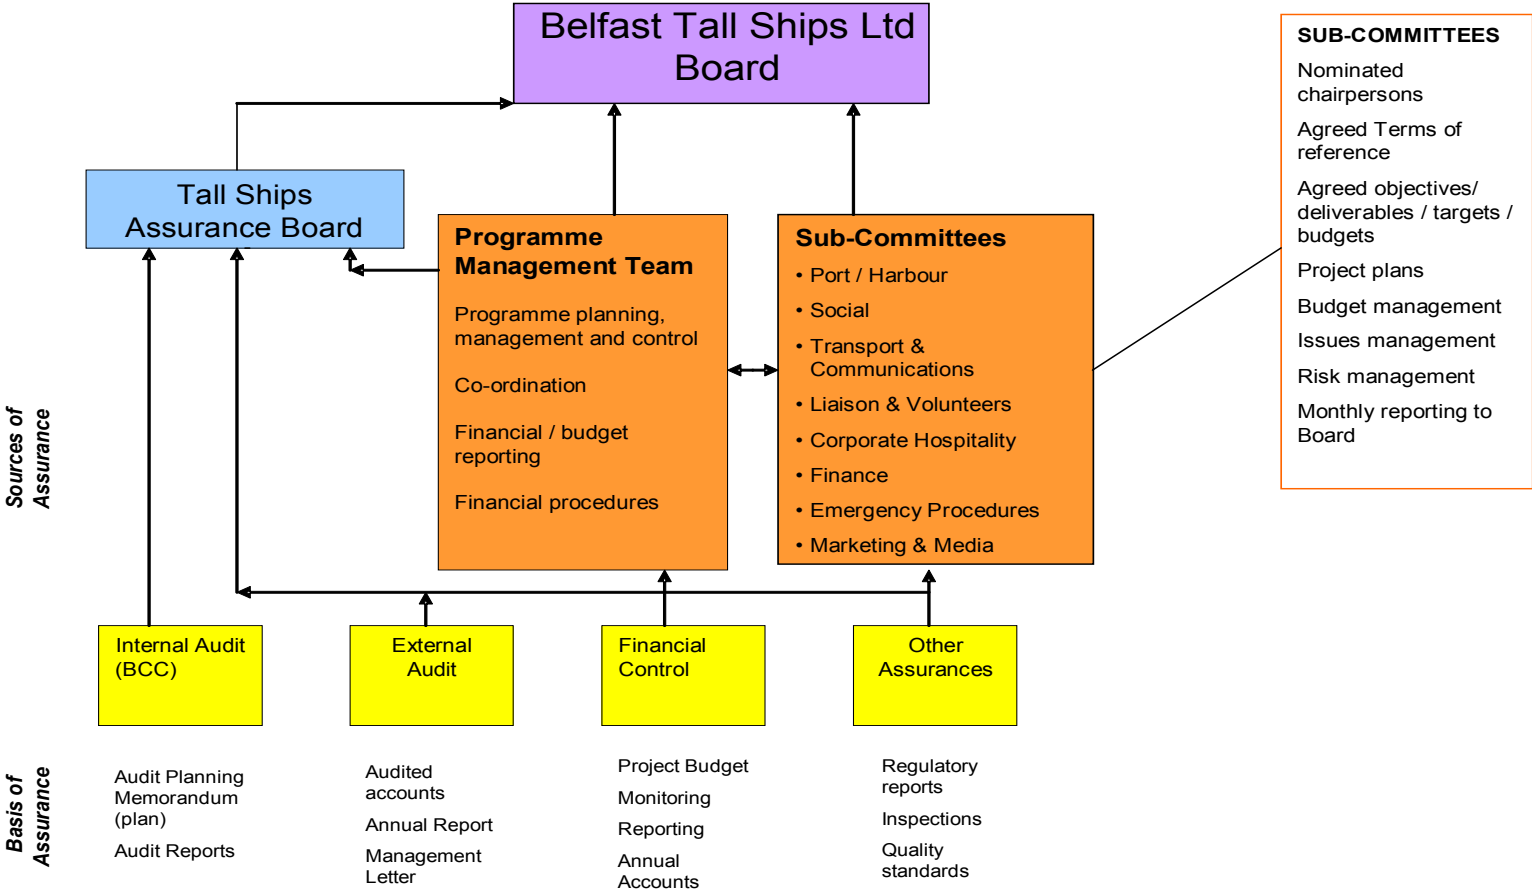 Belfast Tall Ships Ltd
Board
SUB-COMMITTEES
Nominated
chairpersons
Agreed Terms of
reference
Agreed objectives/
deliverables / targets /
budgets
Project plans
Budget management
Issues management
Risk management
Monthly reporting to
Board
Tall Ships
Assurance Board
Programme
Management Team
Programme planning,
management and control
Co-ordination
Financial / budget
reporting
Financial procedures
Sub-Committees
• Port / Harbour
• Social
• Transport &
Communications
• Liaison & Volunteers
• Corporate Hospitality
• Finance
• Emergency Procedures
• Marketing & Media
Sources of
Assurance
Internal Audit
(BCC)
External
Audit
Financial
Control
Other
Assurances
Basis of
Assurance
Audit Planning
Memorandum
(plan)
Audit Reports
Audited
accounts
Annual Report
Management
Letter
Project Budget
Monitoring
Reporting
Annual
Accounts
Regulatory
reports
Inspections
Quality
standards